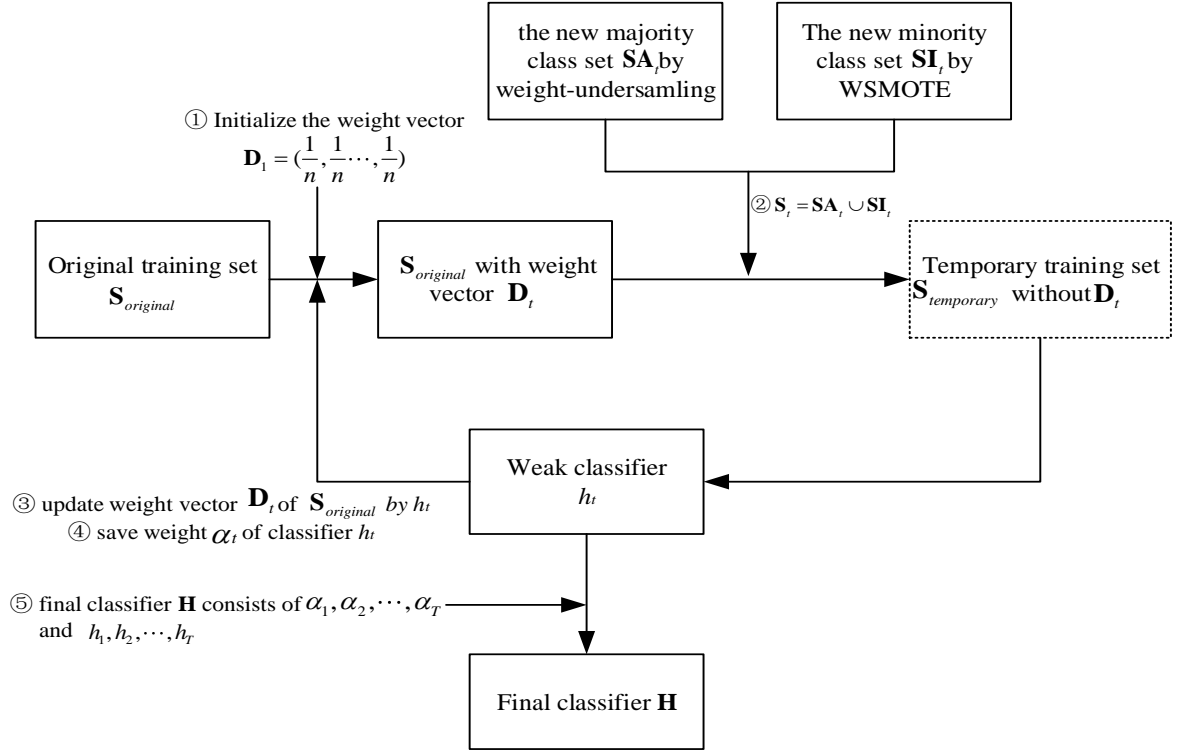 the new majority
class set SA_t by
weight-undersamling
The new minority
class set SI_t by
WSMOTE
① Initialize the weight vector
D_1 = (1/n, 1/n ⋯, 1/n)
② S_t = SA_t ∪ SI_t
Original training set
S_original
S_original with weight
vector D_t
Temporary training set
S_temporary without D_t
Weak classifier
h_t
③ update weight vector D_t of S_original by h_t
④ save weight α_t of classifier h_t
⑤ final classifier H consists of α_1, α_2, ⋯, α_T
and h_1, h_2, ⋯, h_T
Final classifier H